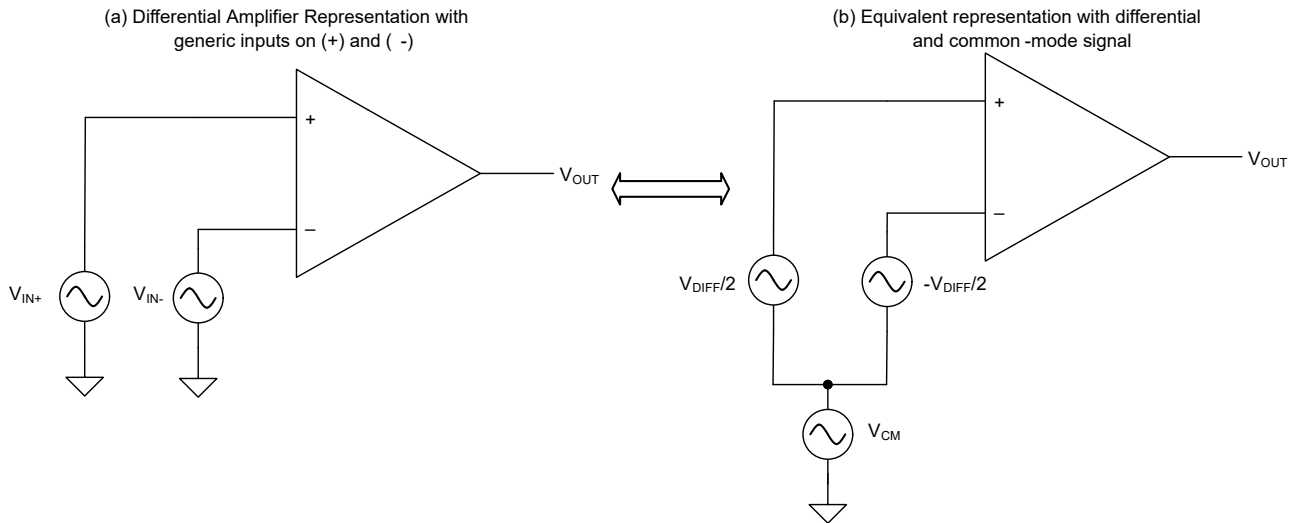 (a) Differential Amplifier Representation with
generic inputs on (+) and ( -)
(b) Equivalent representation with differential
and common -mode signal
+
–
V_OUT
V_IN+
V_IN-
+
–
V_OUT
V_DIFF/2
-V_DIFF/2
V_CM